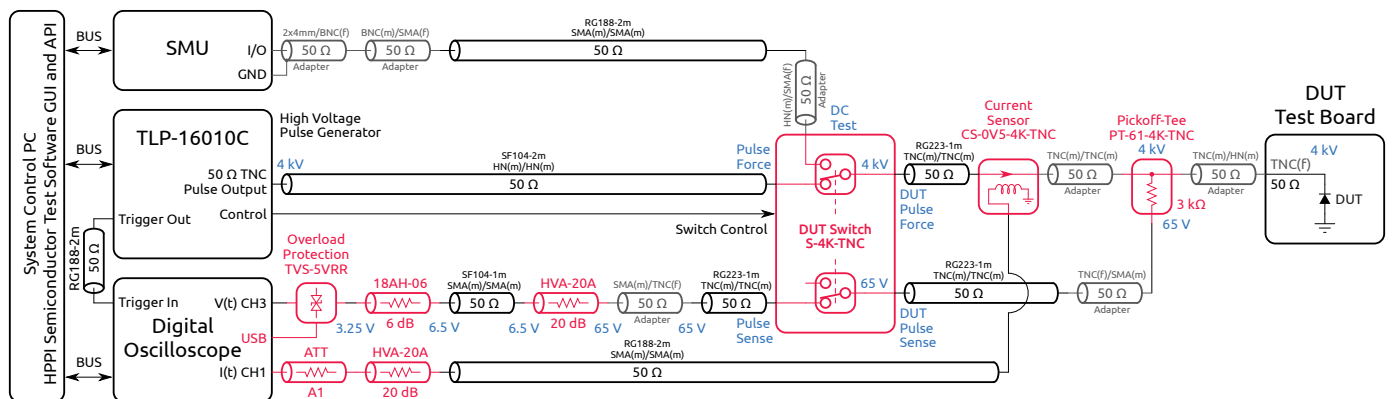 System Control PC
HPPI Semiconductor Test Software GUI and API
BUS
SMU
I/O
GND
2x4mm/BNC(f)
50 Ω
Adapter
BNC(m)/SMA(f)
50 Ω
Adapter
RG188-2m
SMA(m)/SMA(m)
50 Ω
HN(m)/SMA(f)
50 Ω
Adapter
BUS
TLP-16010C
50 Ω TNC
Pulse Output
Trigger Out
Control
High Voltage
Pulse Generator
4 kV
SF104-2m
HN(m)/HN(m)
50 Ω
Pulse
Force
DC
Test
4 kV
Switch Control
DUT Switch
S-4K-TNC
65 V
RG223-1m
TNC(m)/TNC(m)
50 Ω
DUT
Pulse
Force
Current
Sensor
CS-0V5-4K-TNC
TNC(m)/TNC(m)
50 Ω
Adapter
Pickoff-Tee
PT-61-4K-TNC
4 kV
3 kΩ
65 V
TNC(m)/HN(m)
50 Ω
Adapter
DUT
Test Board
TNC(f)
50 Ω
4 kV
DUT
RG188-2m
50 Ω
Trigger In
V(t) CH3
Digital
Oscilloscope
USB
I(t) CH1
BUS
Overload
Protection
TVS-5VRR
3.25 V
18AH-06
6 dB
6.5 V
SF104-1m
SMA(m)/SMA(m)
50 Ω
6.5 V
HVA-20A
20 dB
65 V
SMA(m)/TNC(f)
50 Ω
Adapter
65 V
RG223-1m
TNC(m)/TNC(m)
50 Ω
Pulse
Sense
RG223-1m
TNC(m)/TNC(m)
50 Ω
DUT
Pulse
Sense
TNC(f)/SMA(m)
50 Ω
Adapter
ATT
A1
HVA-20A
20 dB
RG188-2m
SMA(m)/SMA(m)
50 Ω